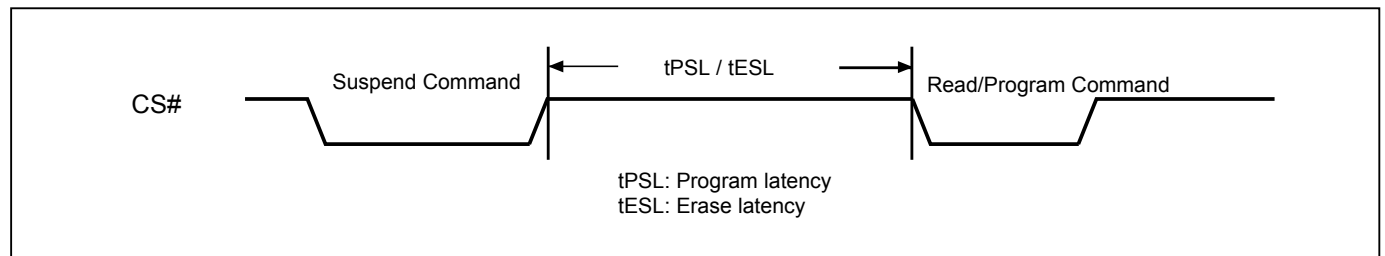 tPSL / tESL
Suspend Command
Read/Program Command
CS#
tPSL: Program latency
tESL: Erase latency